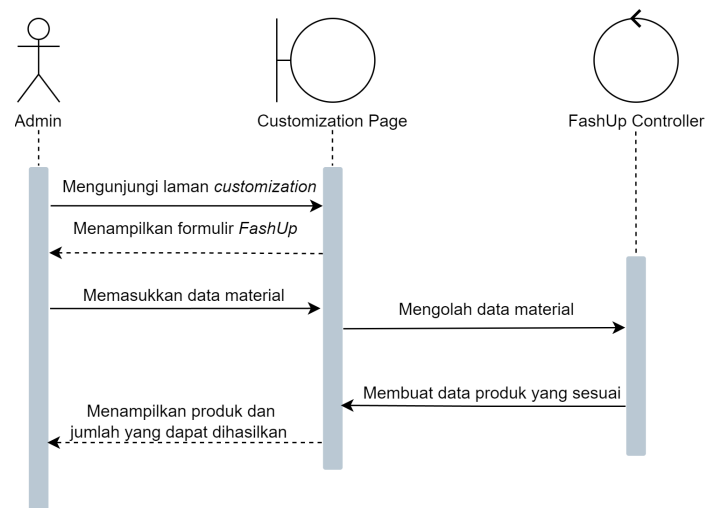 Admin
Customization Page
FashUp Controller
Mengunjungi laman customization
Menampilkan formulir FashUp
Memasukkan data material
Mengolah data material
Membuat data produk yang sesuai
Menampilkan produk dan
jumlah yang dapat dihasilkan